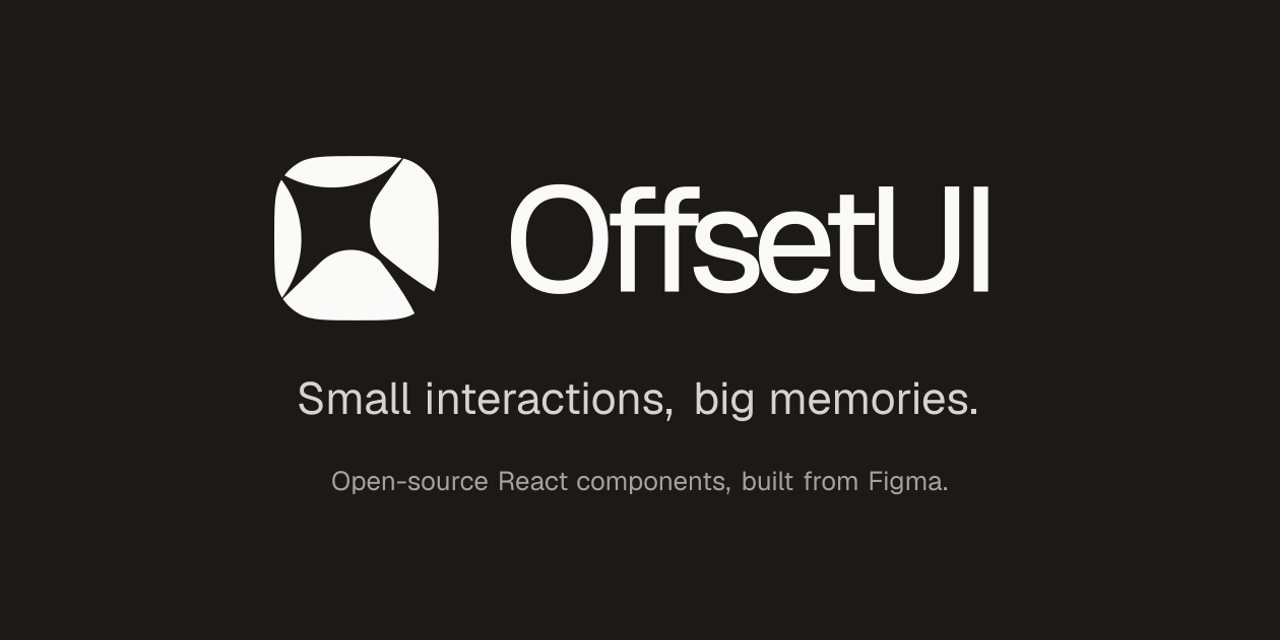 OffsetUI
Small interactions, big memories.
Open-source React components, built from Figma.